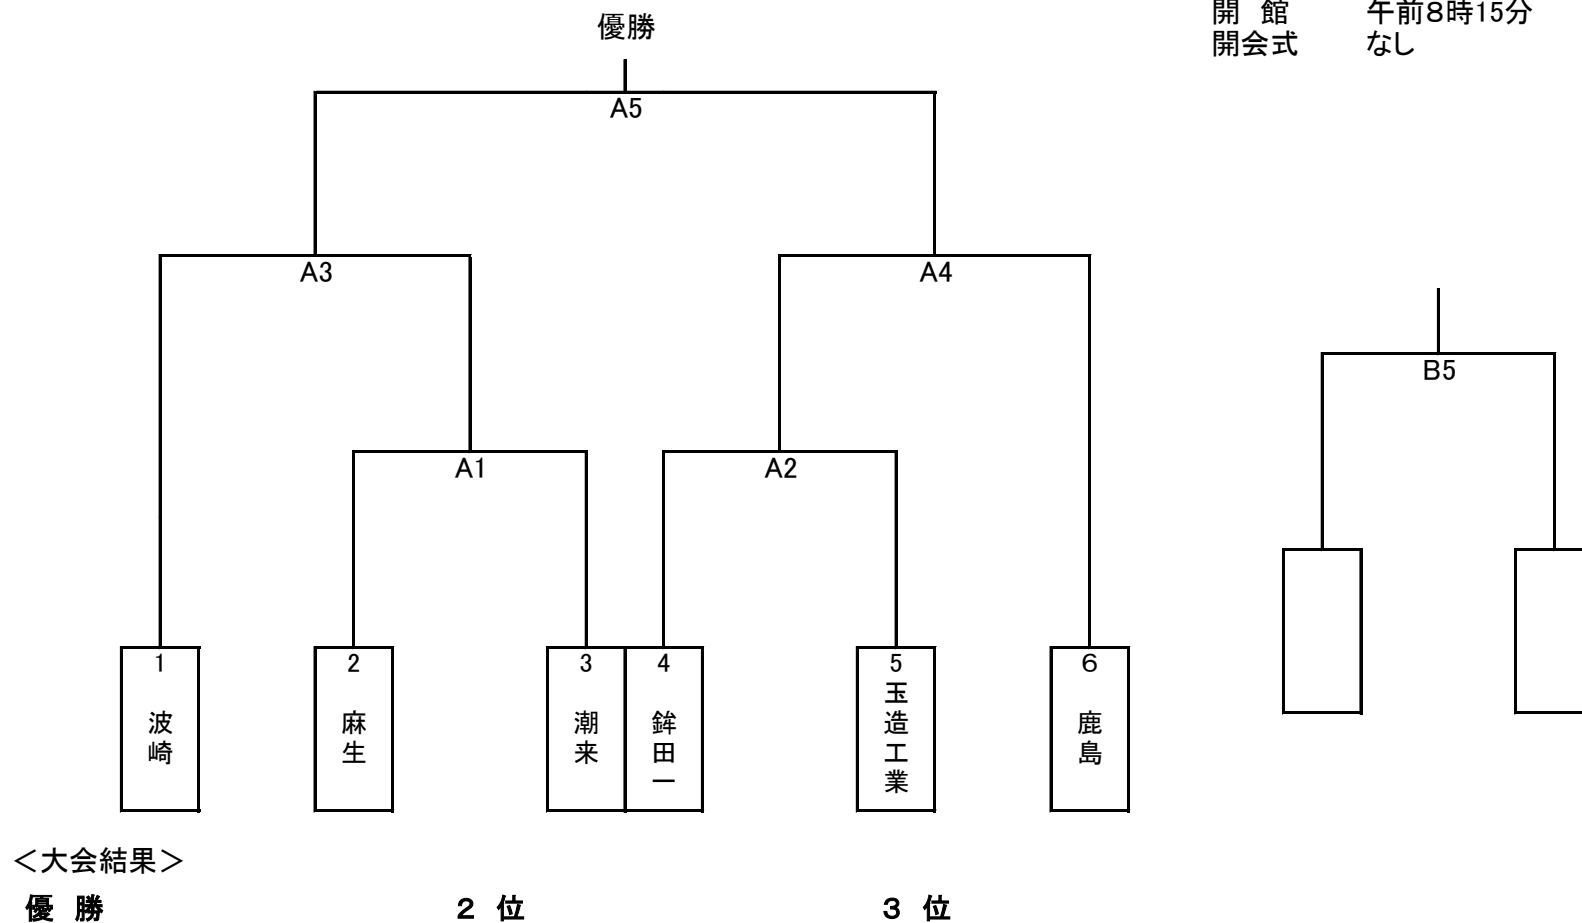 開 館 午前8時15分
開会式 なし
優勝
A5
A3
A4
B5
A1
A2
1
波崎
2
麻生
3
潮来
4
鉾田一
5
玉造工業
6
鹿島
＜大会結果＞
優 勝 2 位 3 位